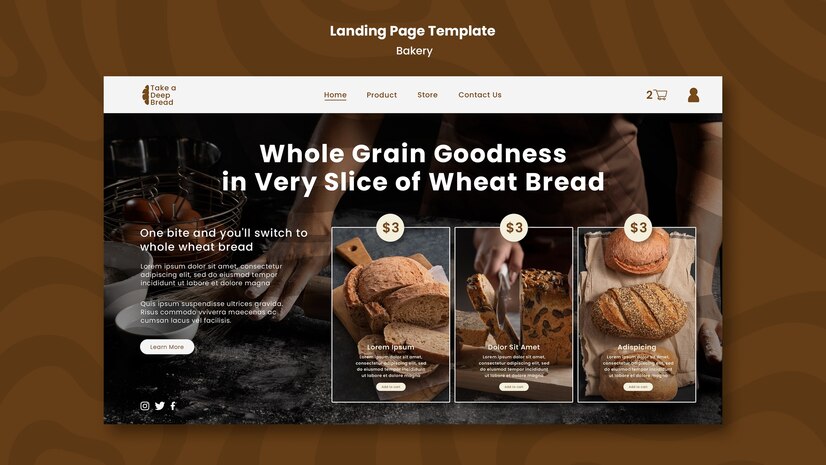 Landing Page Template
Bakery
Take a
Deep
Bread
Home
Product
Store
Contact Us
2
Whole Grain Goodness
in Very Slice of Wheat Bread
One bite and you'll switch to
whole wheat bread
Lorem ipsum dolor sit amet, consectetur
adipiscing elit, sed do eiusmod tempor
incididunt ut labore et dolore magna
Quis ipsum suspendisse ultrices gravida.
Risus commodo vviverra maecenas ac
cumsan lacus vel facilisis.
Learn More
$3
Lorem Ipsum
Lorem ipsum dolor sit amet,
consectetur adipiscing elit, sed
do eiusmod tempor incididunt
ut labore et dolore magna
Add to cart
$3
Dolor Sit Amet
Lorem ipsum dolor sit amet,
consectetur adipiscing elit, sed
do eiusmod tempor incididunt
ut labore et dolore magna
Add to cart
$3
Adipiscing
Lorem ipsum dolor sit amet,
consectetur adipiscing elit, sed
do eiusmod tempor incididunt
ut labore et dolore magna
Add to cart